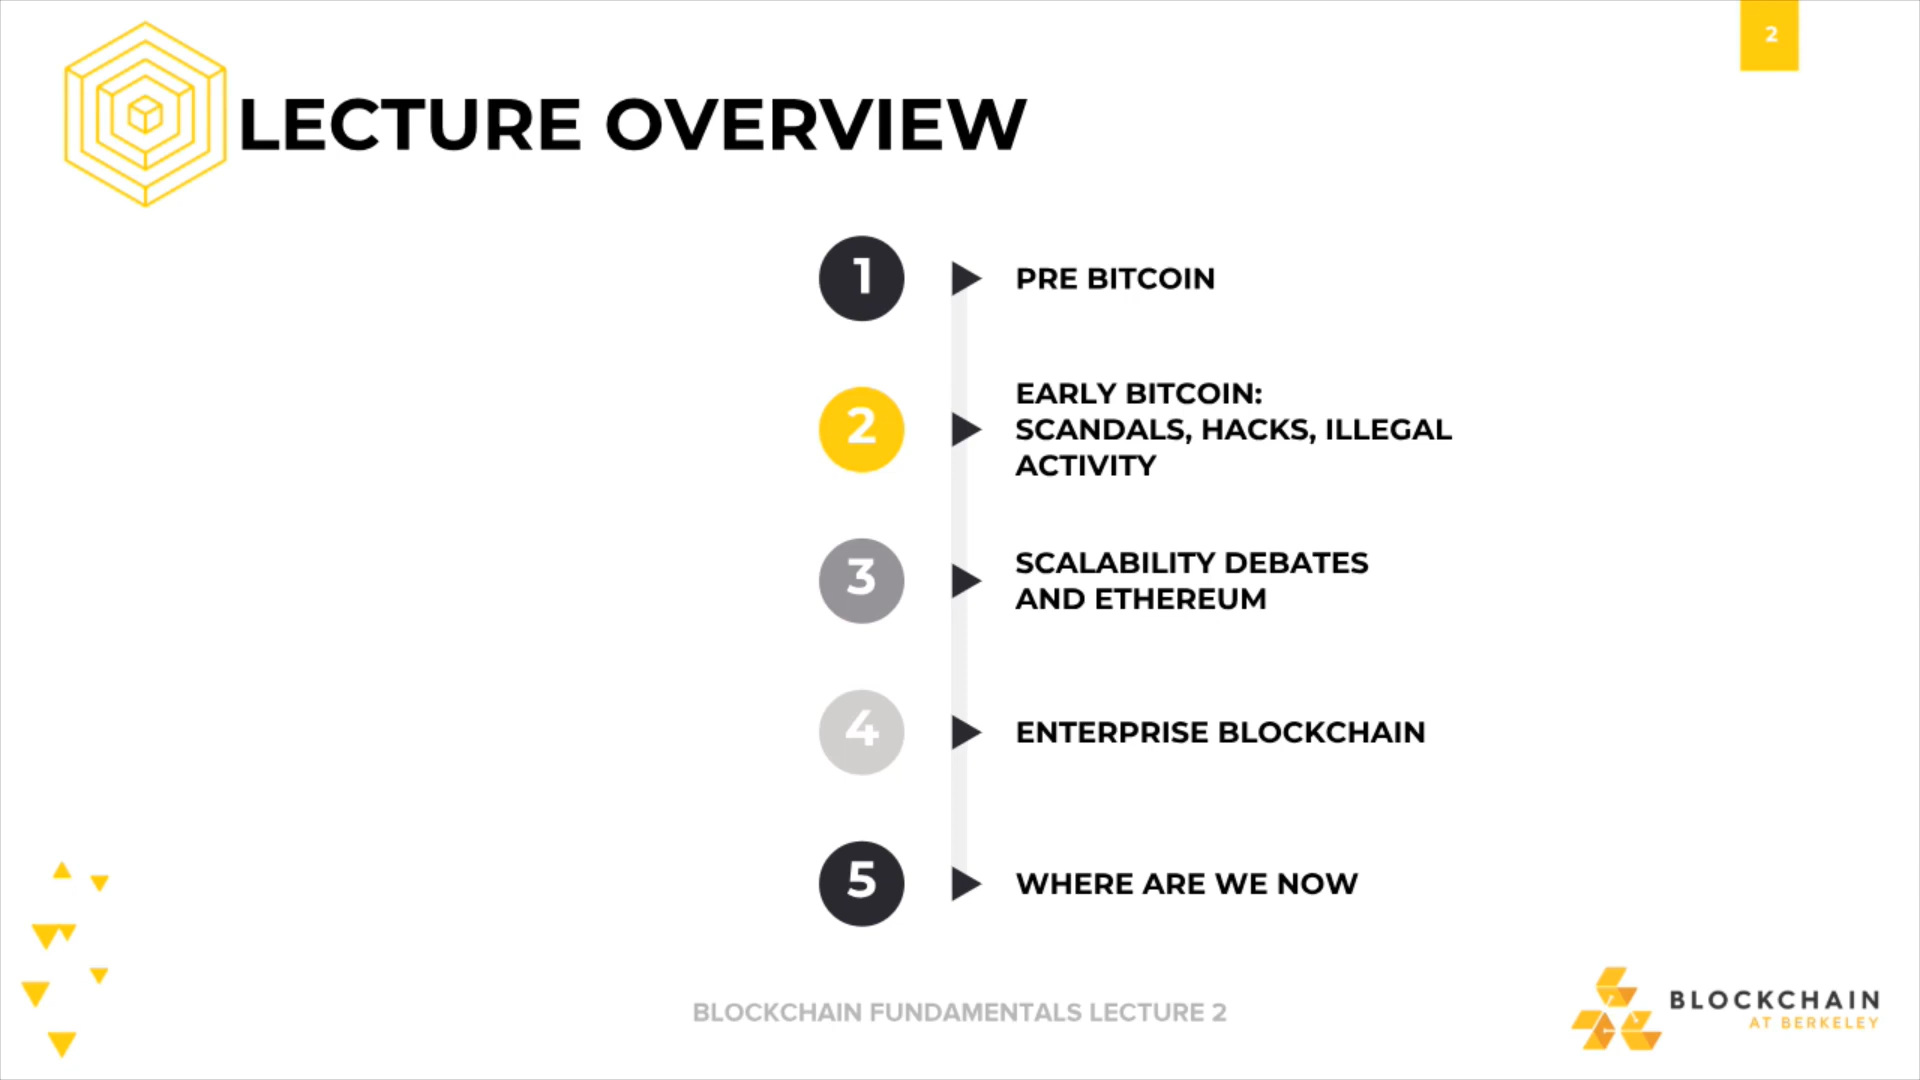 2
LECTURE OVERVIEW
1
PRE BITCOIN
2
EARLY BITCOIN:
SCANDALS, HACKS, ILLEGAL
ACTIVITY
3
SCALABILITY DEBATES
AND ETHEREUM
4
ENTERPRISE BLOCKCHAIN
5
WHERE ARE WE NOW
BLOCKCHAIN FUNDAMENTALS LECTURE 2
BLOCKCHAIN
AT BERKELEY